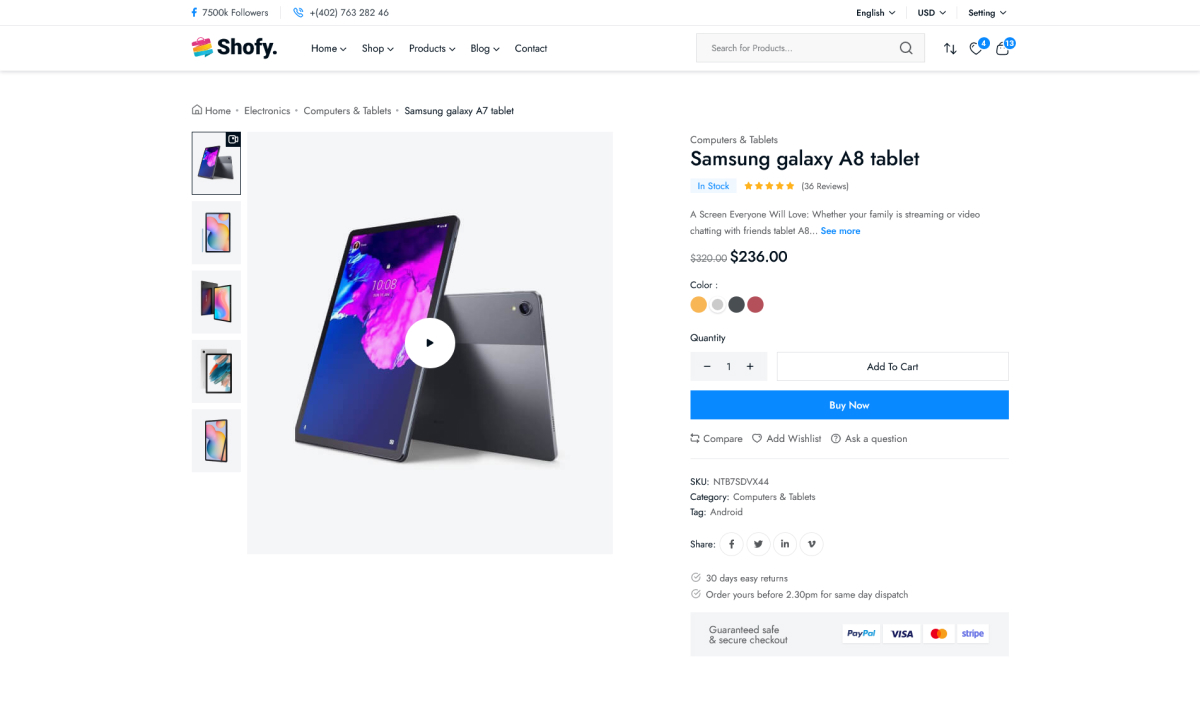 7500k Followers
+(402) 763 282 46
English
USD
Setting
Shofy.
Home
Shop
Products
Blog
Contact
Search for Products...
4
13
Home • Electronics • Computers & Tablets • Samsung galaxy A7 tablet
10:08
Computers & Tablets
Samsung galaxy A8 tablet
In Stock
(36 Reviews)
A Screen Everyone Will Love: Whether your family is streaming or video
chatting with friends tablet A8... See more
$320.00 $236.00
Color :
Quantity
− 1 +
Add To Cart
Buy Now
Compare
Add Wishlist
Ask a question
SKU: NTB7SDVX44
Category: Computers & Tablets
Tag: Android
Share:
30 days easy returns
Order yours before 2.30pm for same day dispatch
Guaranteed safe
& secure checkout
PayPal
VISA
stripe